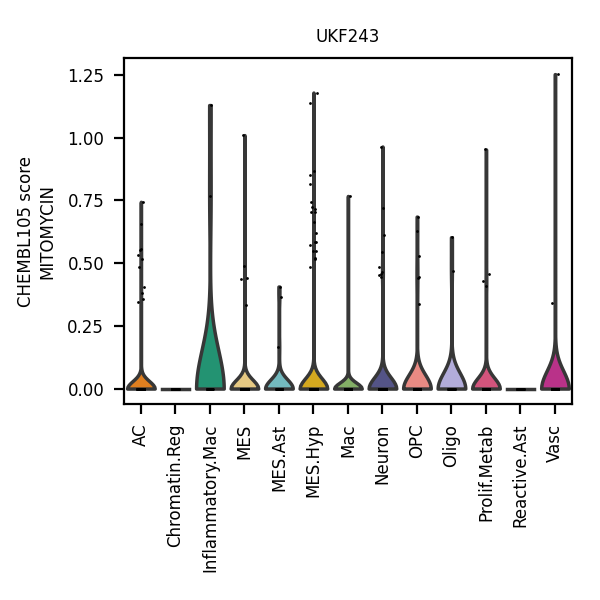 UKF243
CHEMBL105 score
MITOMYCIN
1.25
1.00
0.75
0.50
0.25
0.00
AC
Chromatin.Reg
Inflammatory.Mac
MES
MES.Ast
MES.Hyp
Mac
Neuron
OPC
Oligo
Prolif.Metab
Reactive.Ast
Vasc